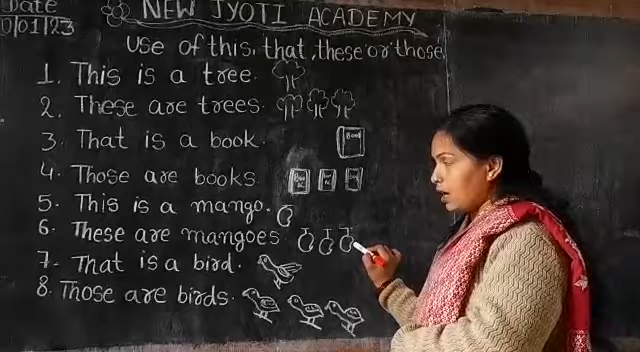 Date
NEW JYOTI ACADEMY
0/01/23
Use of this, that, these or those
1. This is a tree.
2. These are trees.
3. That is a book.
Book
4. Those are books.
5. This is a mango.
6. These are mangoes.
7- That is a bird.
8. Those are birds.